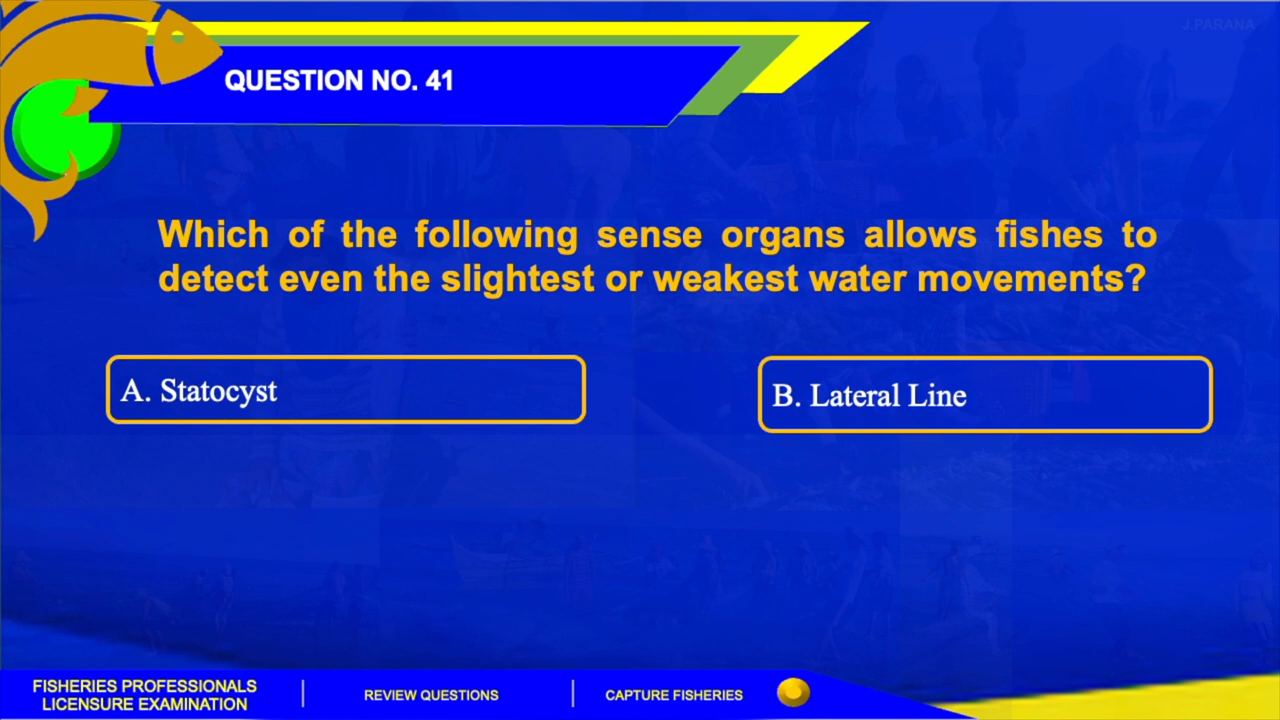 J.PARANA
QUESTION NO. 41
Which of the following sense organs allows fishes to
detect even the slightest or weakest water movements?
A. Statocyst
B. Lateral Line
FISHERIES PROFESSIONALS
LICENSURE EXAMINATION
REVIEW QUESTIONS
CAPTURE FISHERIES